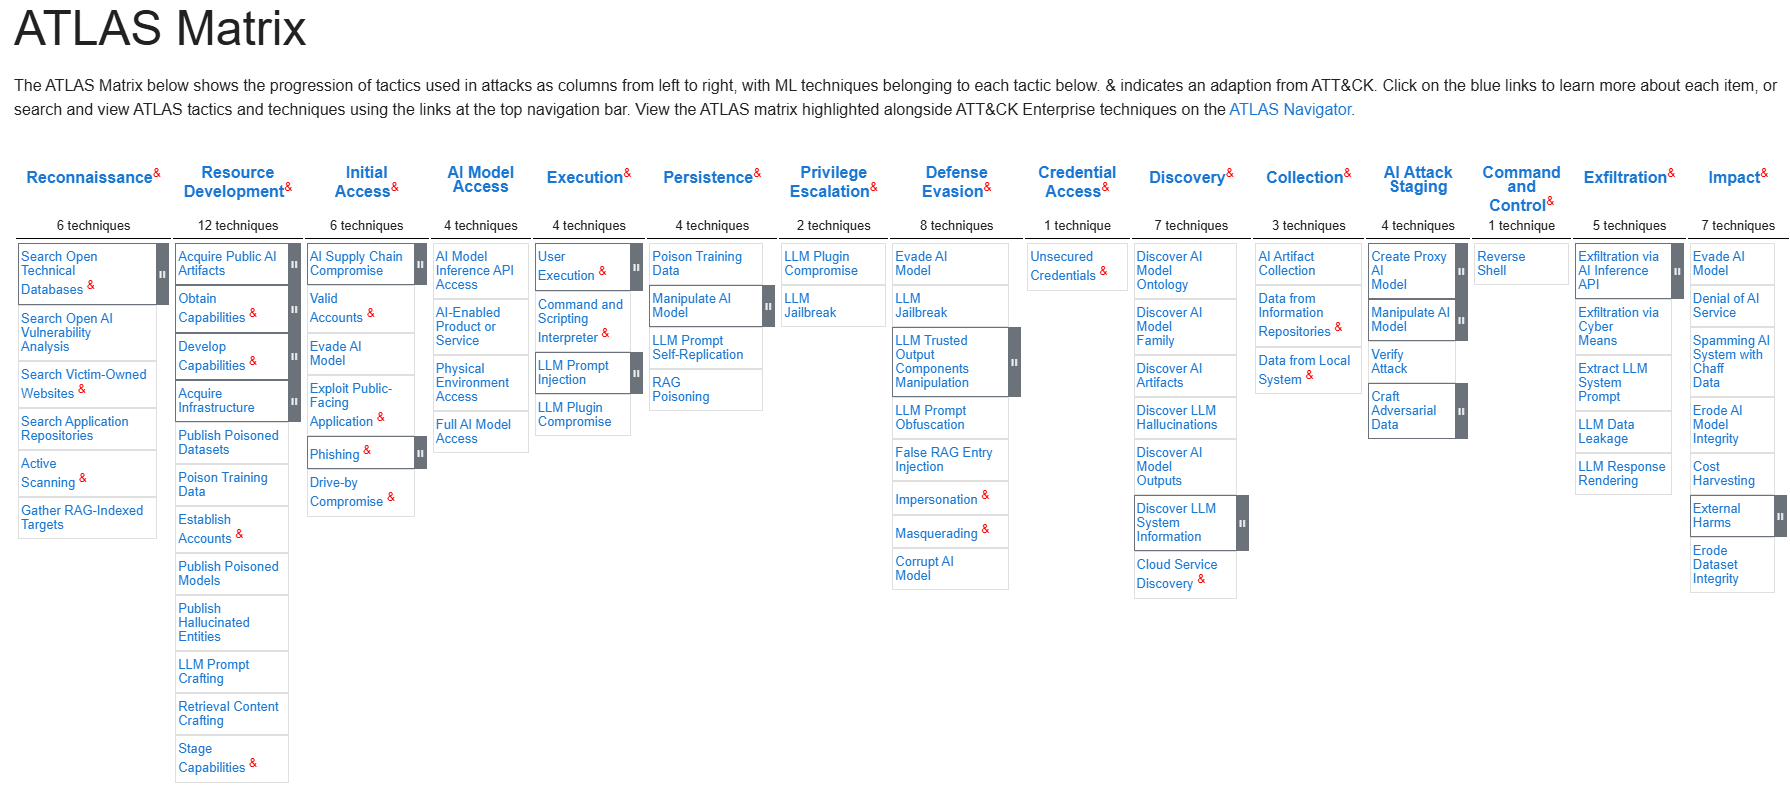 ATLAS Matrix
The ATLAS Matrix below shows the progression of tactics used in attacks as columns from left to right, with ML techniques belonging to each tactic below. & indicates an adaption from ATT&CK. Click on the blue links to learn more about each item, or
search and view ATLAS tactics and techniques using the links at the top navigation bar. View the ATLAS matrix highlighted alongside ATT&CK Enterprise techniques on the ATLAS Navigator.
Reconnaissance&
6 techniques
Search Open
Technical
Databases &
Search Open AI
Vulnerability
Analysis
Search Victim-Owned
Websites &
Search Application
Repositories
Active
Scanning &
Gather RAG-Indexed
Targets
Resource
Development&
12 techniques
Acquire Public AI
Artifacts
Obtain
Capabilities &
Develop
Capabilities &
Acquire
Infrastructure
Publish Poisoned
Datasets
Poison Training
Data
Establish
Accounts &
Publish Poisoned
Models
Publish
Hallucinated
Entities
LLM Prompt
Crafting
Retrieval Content
Crafting
Stage
Capabilities &
Initial
Access&
6 techniques
AI Supply Chain
Compromise
Valid
Accounts &
Evade AI
Model
Exploit Public-
Facing
Application &
Phishing &
Drive-by
Compromise &
AI Model
Access
4 techniques
AI Model
Inference API
Access
AI-Enabled
Product or
Service
Physical
Environment
Access
Full AI Model
Access
Execution&
4 techniques
User
Execution &
Command and
Scripting
Interpreter &
LLM Prompt
Injection
LLM Plugin
Compromise
Persistence&
4 techniques
Poison Training
Data
Manipulate AI
Model
LLM Prompt
Self-Replication
RAG
Poisoning
Privilege
Escalation&
2 techniques
LLM Plugin
Compromise
LLM
Jailbreak
Defense
Evasion&
8 techniques
Evade AI
Model
LLM
Jailbreak
LLM Trusted
Output
Components
Manipulation
LLM Prompt
Obfuscation
False RAG Entry
Injection
Impersonation &
Masquerading &
Corrupt AI
Model
Credential
Access&
1 technique
Unsecured
Credentials &
Discovery&
7 techniques
Discover AI
Model
Ontology
Discover AI
Model
Family
Discover AI
Artifacts
Discover LLM
Hallucinations
Discover AI
Model
Outputs
Discover LLM
System
Information
Cloud Service
Discovery &
Collection&
3 techniques
AI Artifact
Collection
Data from
Information
Repositories &
Data from Local
System &
AI Attack
Staging
4 techniques
Create Proxy
AI
Model
Manipulate AI
Model
Verify
Attack
Craft
Adversarial
Data
Command
and
Control&
1 technique
Reverse
Shell
Exfiltration&
5 techniques
Exfiltration via
AI Inference
API
Exfiltration via
Cyber
Means
Extract LLM
System
Prompt
LLM Data
Leakage
LLM Response
Rendering
Impact&
7 techniques
Evade AI
Model
Denial of AI
Service
Spamming AI
System with
Chaff
Data
Erode AI
Model
Integrity
Cost
Harvesting
External
Harms
Erode
Dataset
Integrity